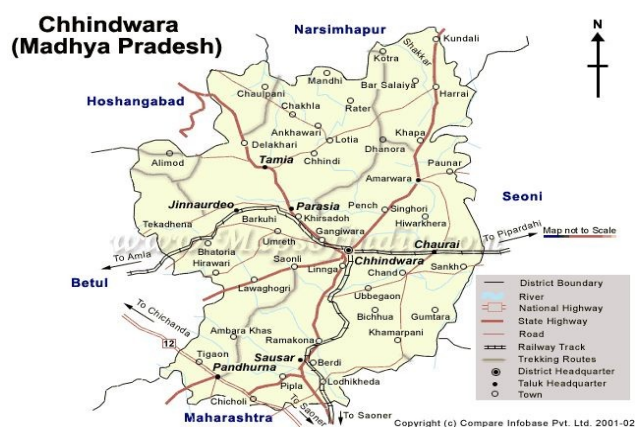 Chhindwara
(Madhya Pradesh)
Narsimhapur
N
Kundali
Shakkar
Kotra
Mandhi
Bar Salaiya
Chaulpani
Harrai
Hoshangabad
Chakhla
Rater
Ankhawari
Lotia
Khapa
Delakhari
Dhanora
Alimod
Tamia
Chhindi
Paunar
Amarwara
Seoni
Jinnaurdeo
Parasia
Pench
Singhori
Barkuhi
Khirsadoh
Hiwarkhera
Tekadhena
Gangiwara
To Pipardahi
Map not to Scale
Umreth
Chaurai
To Amla
Bhatoria
Hirawari
Saonli
Chhindwara
Linnga
Chand
Sankho
Betul
Lawaghogri
Ubbegaon
To Chichanda
Bichhua
Gumtara
Ambara Khas
Ramakona
Khamarpani
12
Tigaon
Sausar
Berdi
Pandhurna
Pipla
Lodhikheda
Chicholi
To Saoner
To Saoner
Maharashtra
District Boundary
River
National Highway
State Highway
Road
Railway Track
Trekking Routes
District Headquarter
Taluk Headquarter
Town
Copyright (c) Compare Infobase Pvt. Ltd. 2001-02